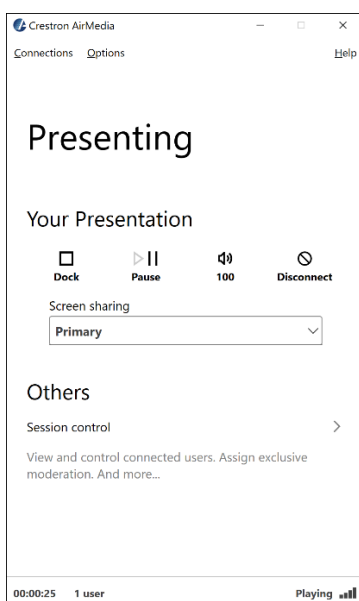 Crestron AirMedia
Connections Options Help
Presenting
Your Presentation
Dock Pause 100 Disconnect
Screen sharing
Primary
Others
Session control
View and control connected users. Assign exclusive
moderation. And more...
00:00:25 1 user Playing